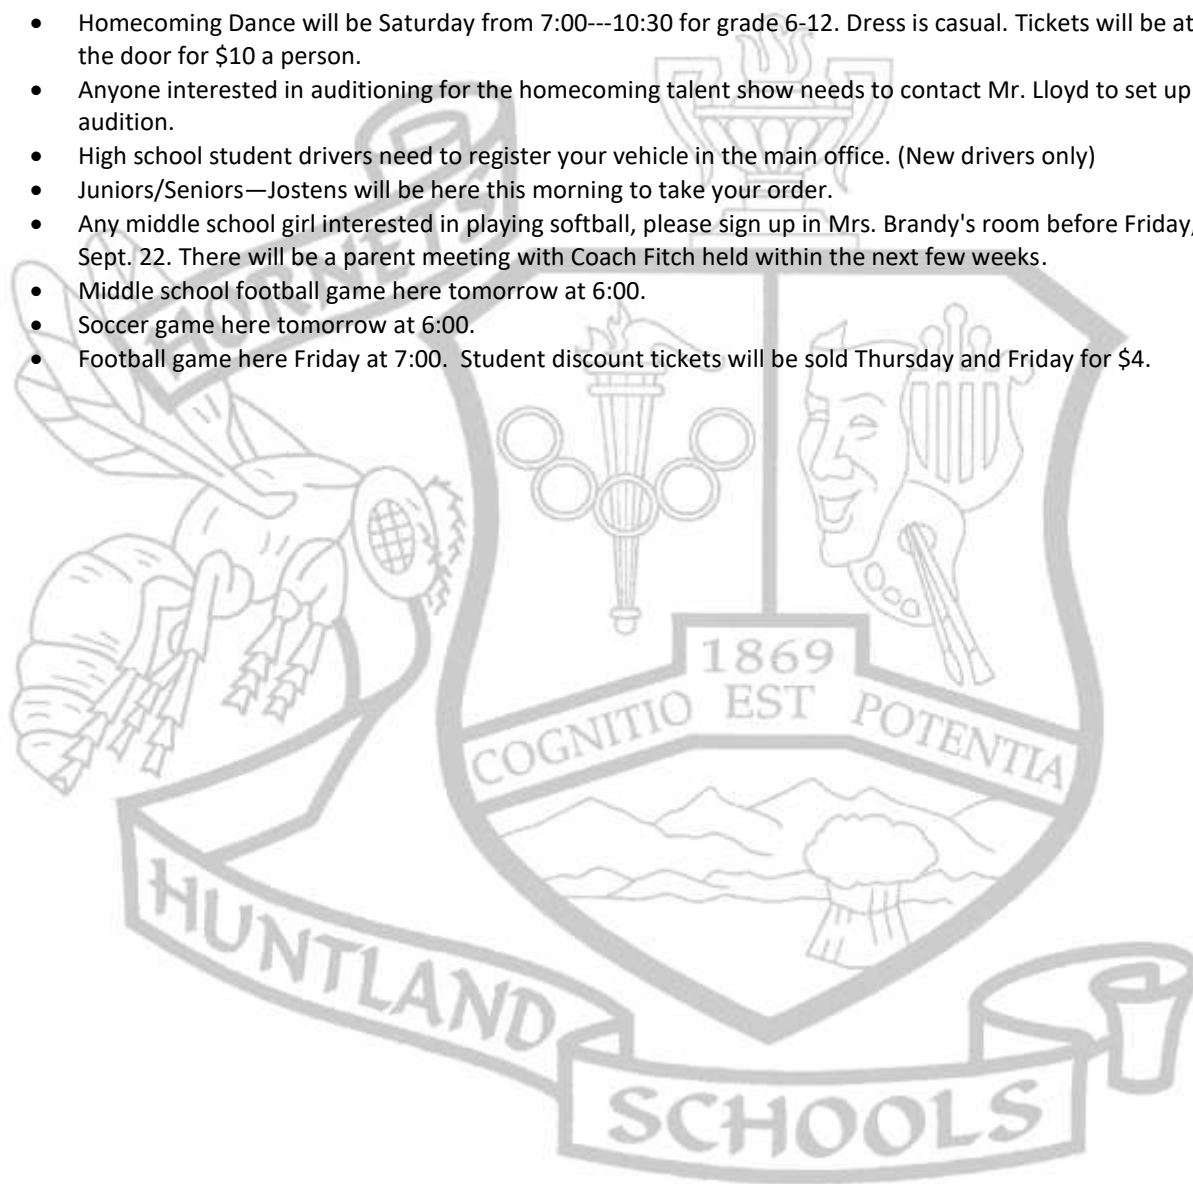 • Homecoming Dance will be Saturday from 7:00---10:30 for grade 6-12. Dress is casual. Tickets will be at
the door for $10 a person.
• Anyone interested in auditioning for the homecoming talent show needs to contact Mr. Lloyd to set up
audition.
• High school student drivers need to register your vehicle in the main office. (New drivers only)
• Juniors/Seniors—Jostens will be here this morning to take your order.
• Any middle school girl interested in playing softball, please sign up in Mrs. Brandy's room before Friday,
Sept. 22. There will be a parent meeting with Coach Fitch held within the next few weeks.
• Middle school football game here tomorrow at 6:00.
• Soccer game here tomorrow at 6:00.
• Football game here Friday at 7:00.  Student discount tickets will be sold Thursday and Friday for $4.
HORNETS
1869
COGNITIO EST POTENTIA
HUNTLAND
SCHOOLS